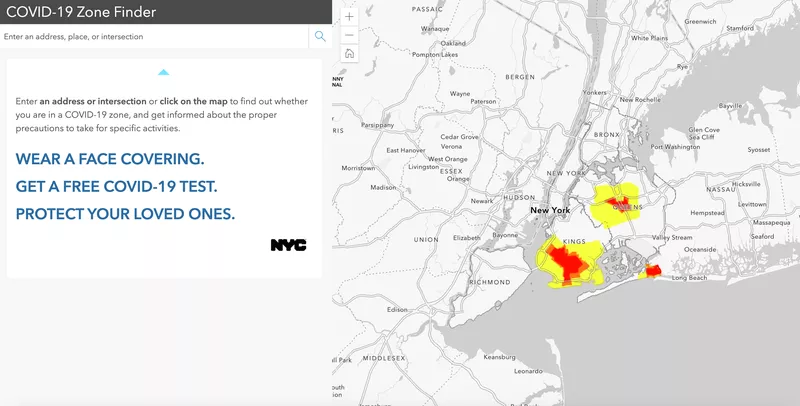 COVID-19 Zone Finder
Enter an address, place, or intersection
Enter an address or intersection or click on the map to find out whether
you are in a COVID-19 zone, and get informed about the proper
precautions to take for specific activities.
WEAR A FACE COVERING.
GET A FREE COVID-19 TEST.
PROTECT YOUR LOVED ONES.
NYC
+
−
PASSAIC
Greenwich
Stamford
Wanaque
White Plains
Oakland
Pompton Lakes
Rye
NNY
NAL
BERGEN
Yonkers
Wayne
New Rochelle
Paterson
Bayville
Parsippany
Glen Cove
RIS
BRONX
Sea Cliff
Cedar Grove
East Hanover
Verona
Port Washington
Syosset
West Orange
ESSEX
Morristown
Livingston
NEW YORK
Orange
Madison
Hicksville
NASSAU
HUDSON
Levittown
Newark
QUEENS
New York
Hempstead
Massapequa
UNION
Elizabeth
Bayonne
KINGS
Valley Stream
Seaford
Oceanside
RICHMOND
Long Beach
Edison
MIDDLESEX
Keansburg
ll Park
Leonardo
outh